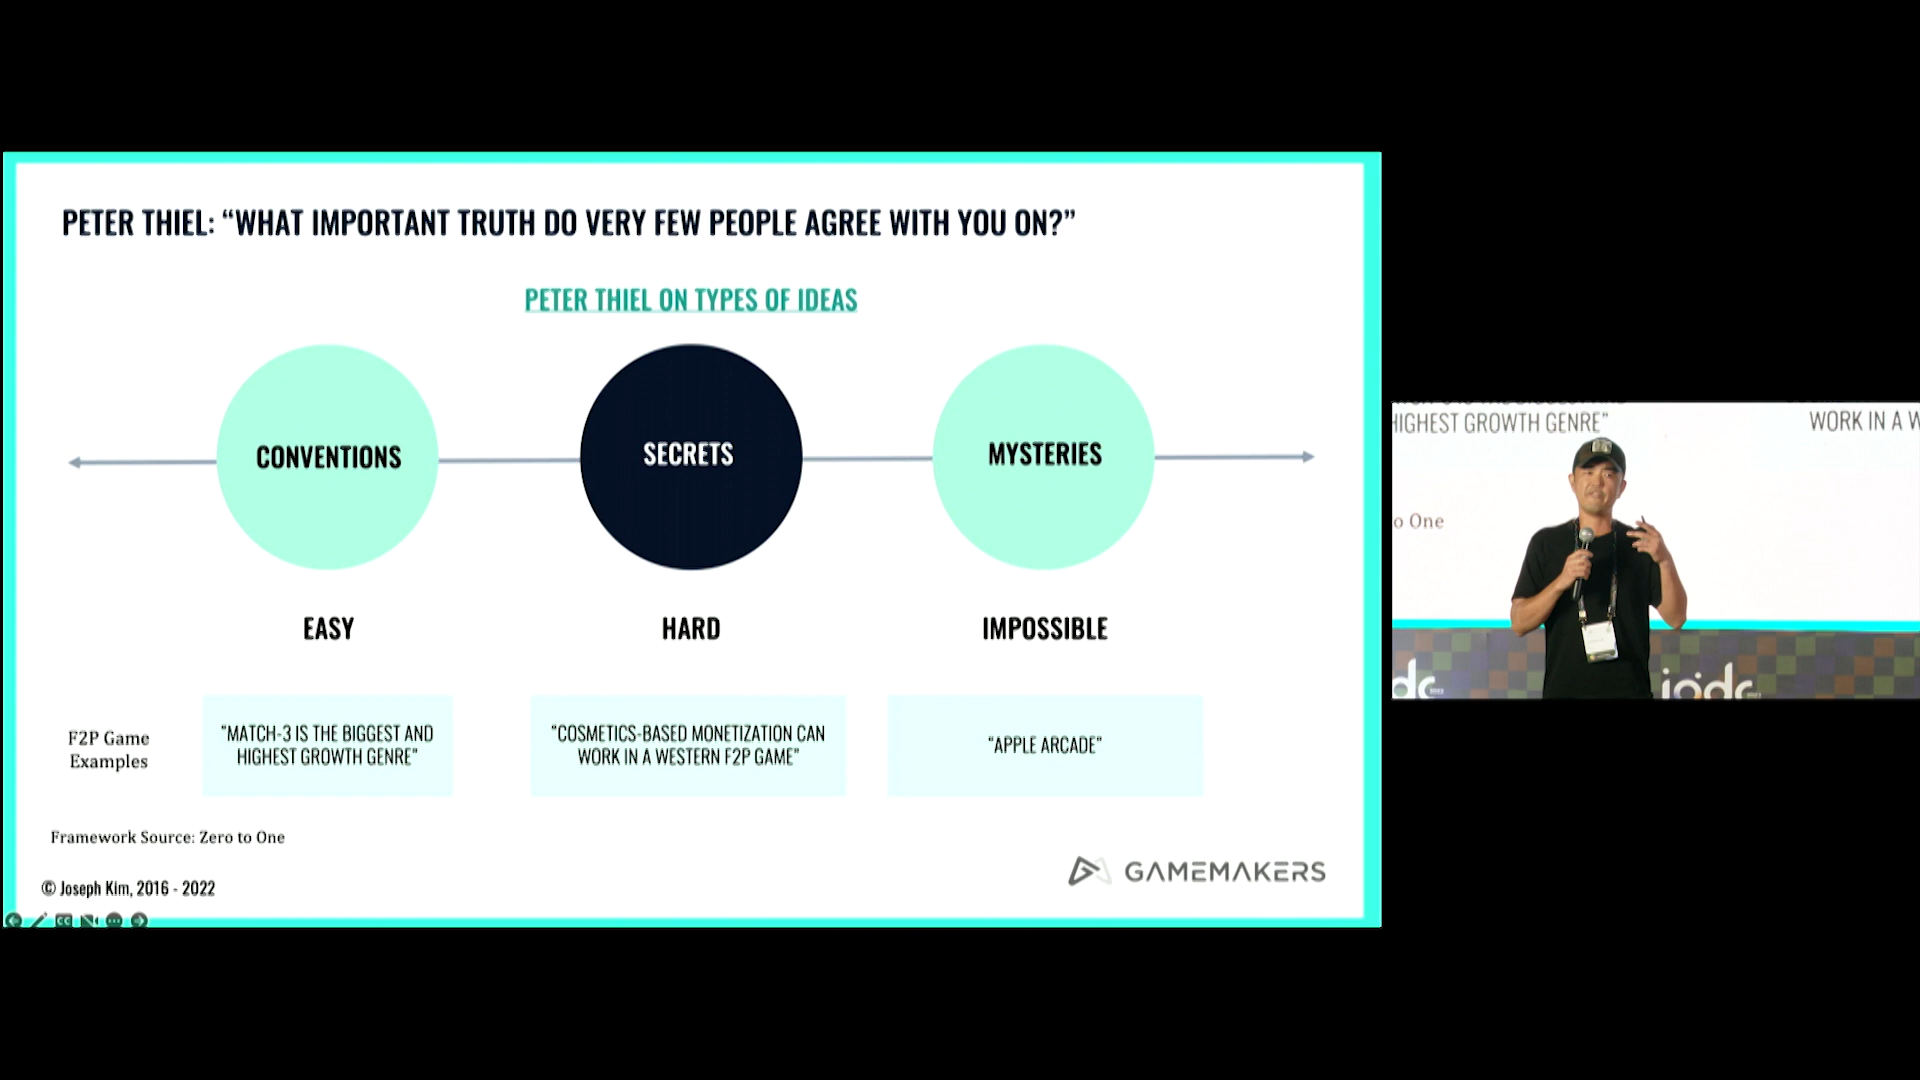 PETER THIEL: “WHAT IMPORTANT TRUTH DO VERY FEW PEOPLE AGREE WITH YOU ON?”
PETER THIEL ON TYPES OF IDEAS
CONVENTIONS
SECRETS
MYSTERIES
EASY
HARD
IMPOSSIBLE
F2P Game
Examples
“MATCH-3 IS THE BIGGEST AND
HIGHEST GROWTH GENRE”
“COSMETICS-BASED MONETIZATION CAN
WORK IN A WESTERN F2P GAME”
“APPLE ARCADE”
Framework Source: Zero to One
© Joseph Kim, 2016 - 2022
GAMEMAKERS
CC
HIGHEST GROWTH GENRE”
WORK IN A W
o One
dc
igdc